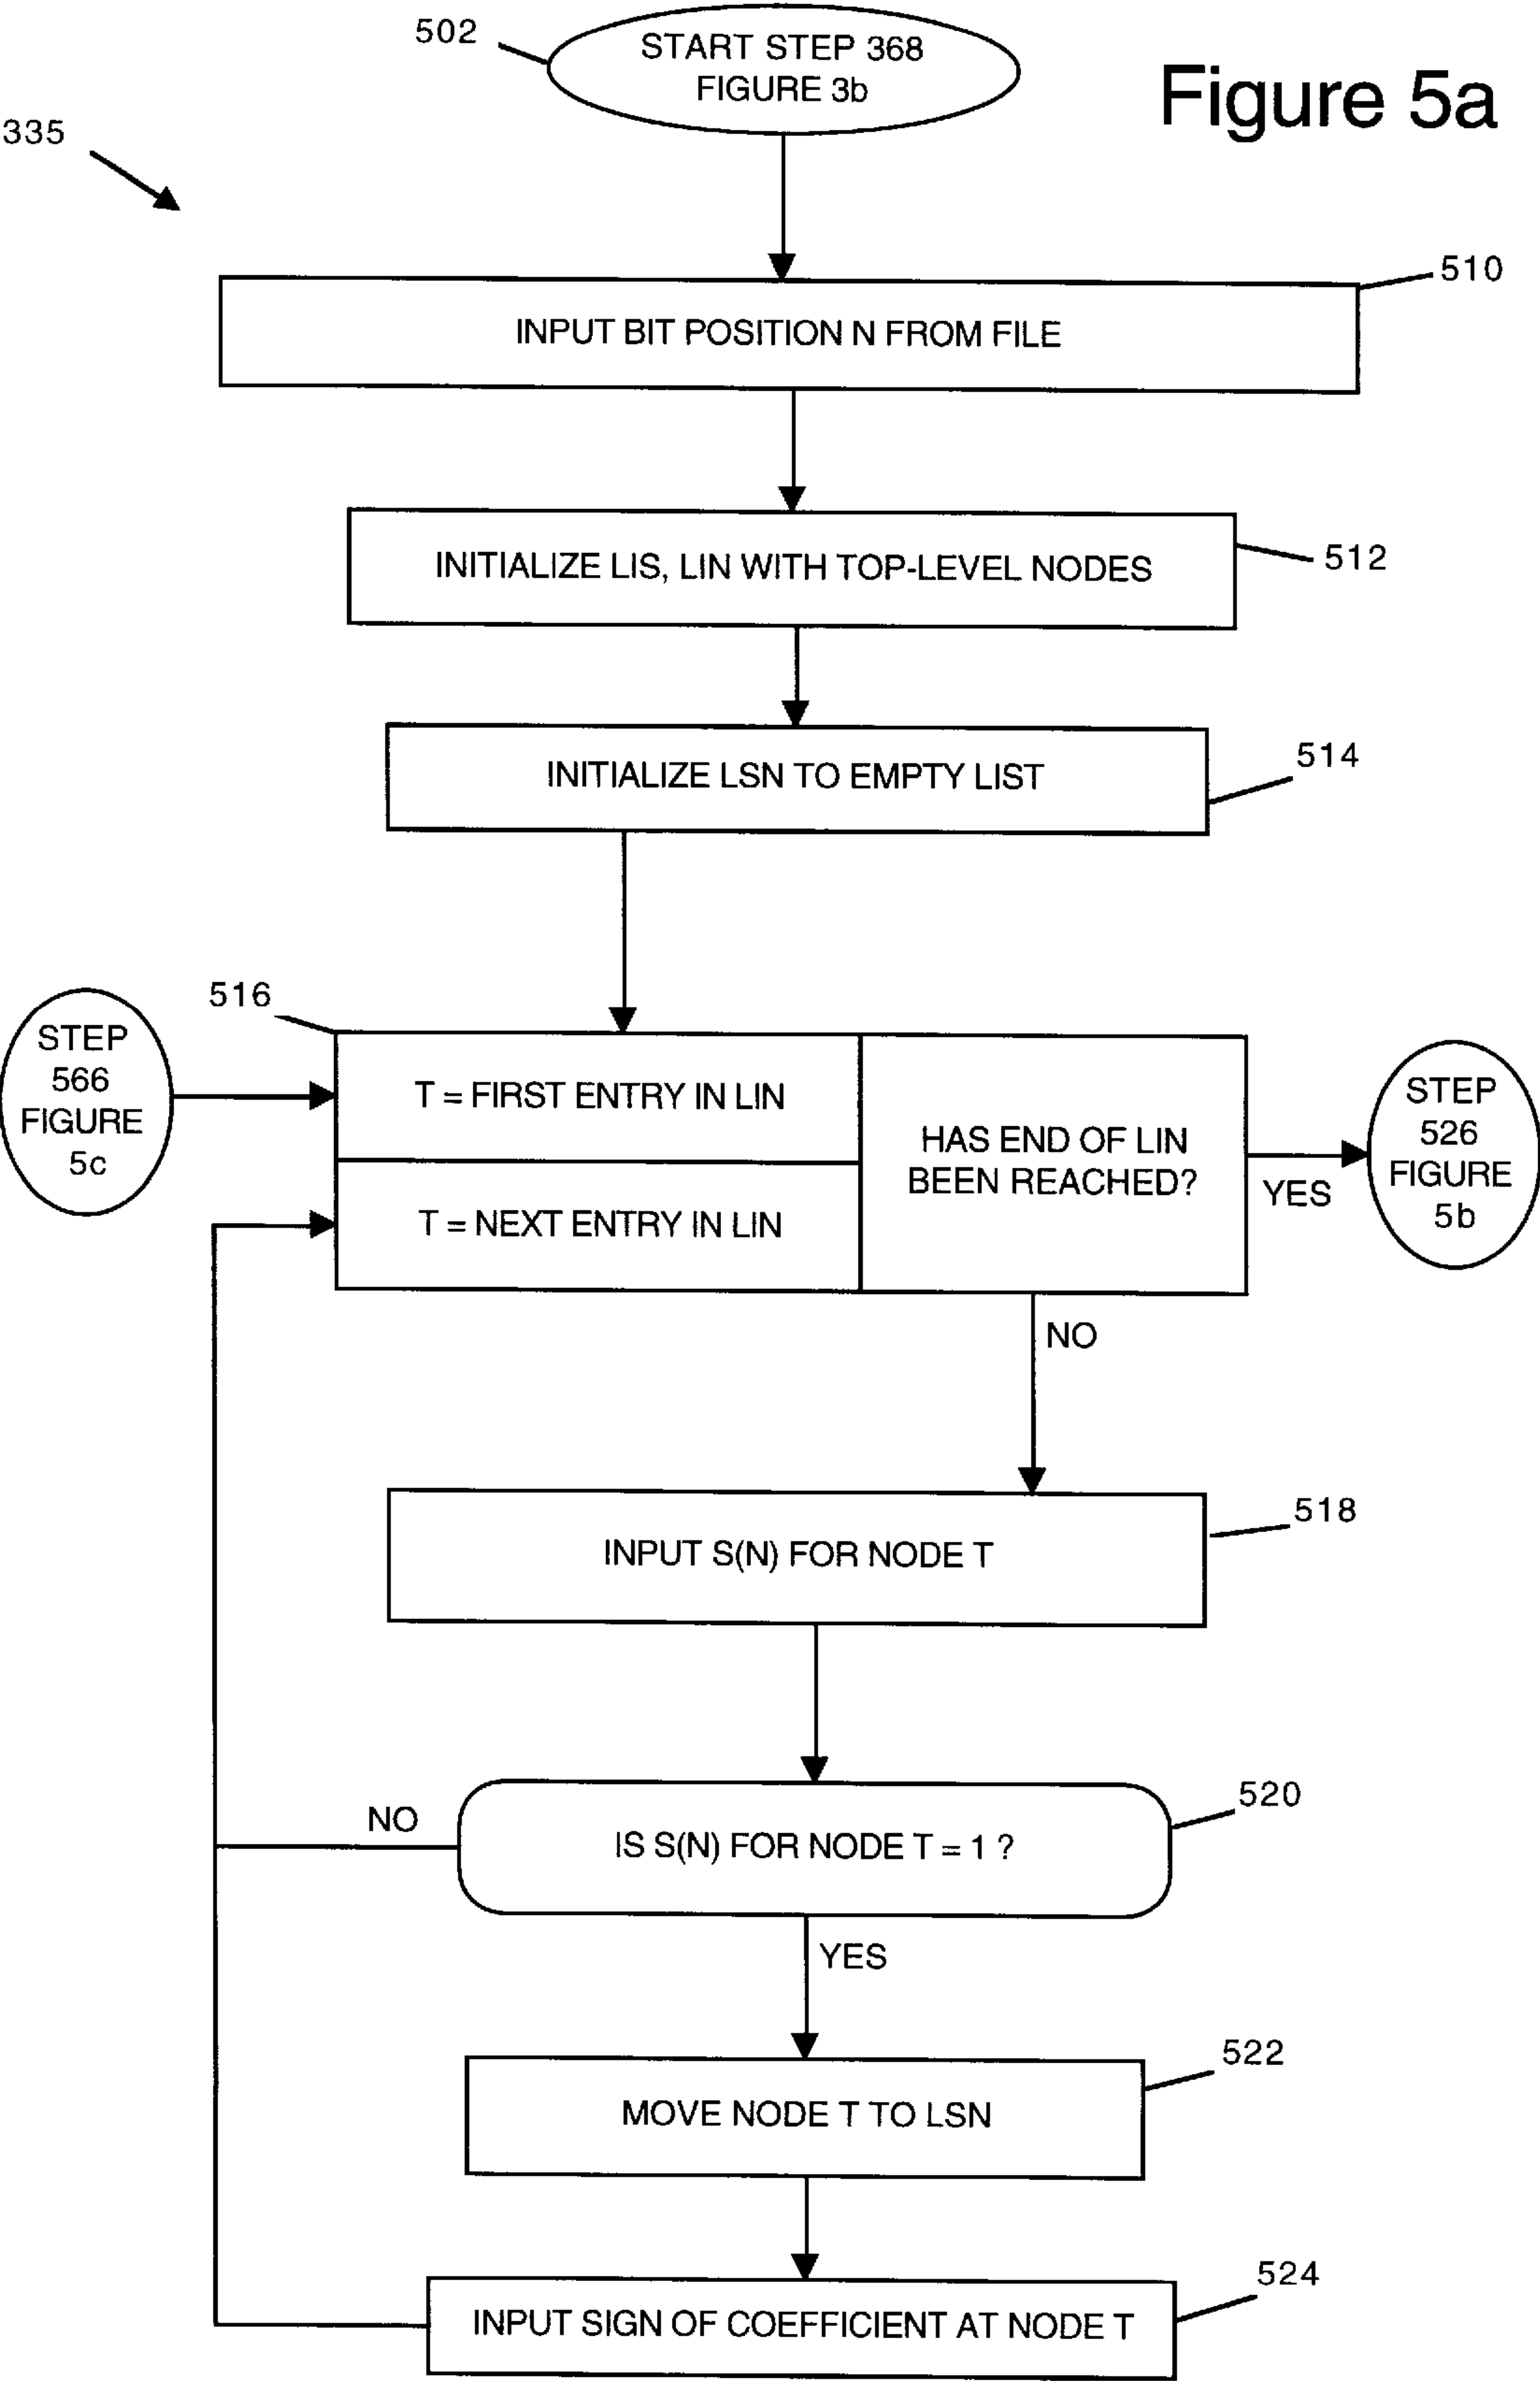 502
START STEP 368
FIGURE 3b
Figure 5a
335
510
INPUT BIT POSITION N FROM FILE
INITIALIZE LIS, LIN WITH TOP-LEVEL NODES
512
INITIALIZE LSN TO EMPTY LIST
514
516
STEP
566
FIGURE
5c
T = FIRST ENTRY IN LIN
T = NEXT ENTRY IN LIN
HAS END OF LIN
BEEN REACHED?
YES
STEP
526
FIGURE
5b
NO
518
INPUT S(N) FOR NODE T
520
NO
IS S(N) FOR NODE T = 1 ?
YES
522
MOVE NODE T TO LSN
524
INPUT SIGN OF COEFFICIENT AT NODE T